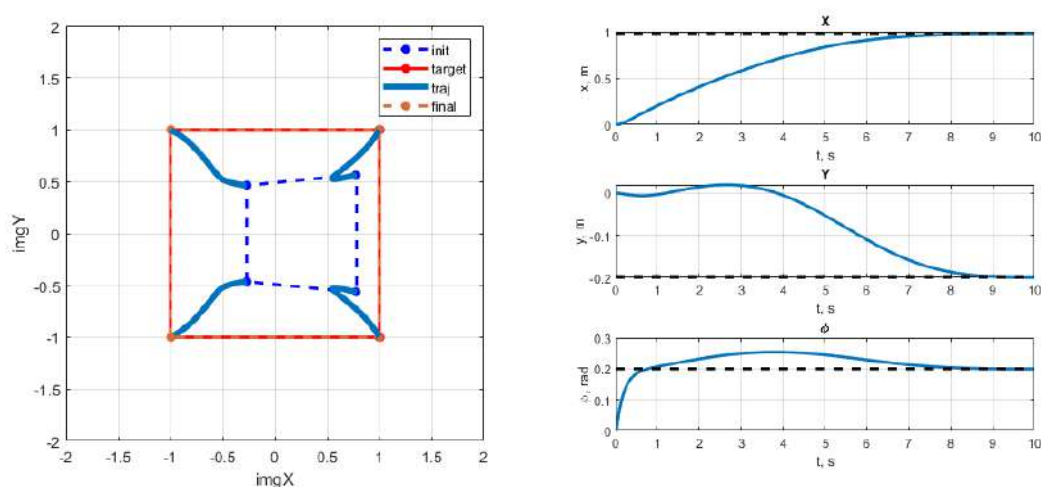 2
1.5
1
0.5
0
-0.5
-1
-1.5
-2
imgY
-2 -1.5 -1 -0.5 0 0.5 1 1.5 2
imgX
init
target
traj
final
X
1
0.5
0
x, m
0 1 2 3 4 5 6 7 8 9 10
t, s
Y
0
-0.1
-0.2
y, m
0 1 2 3 4 5 6 7 8 9 10
t, s
ϕ
0.3
0.2
0.1
0
ϕ, rad
0 1 2 3 4 5 6 7 8 9 10
t, s